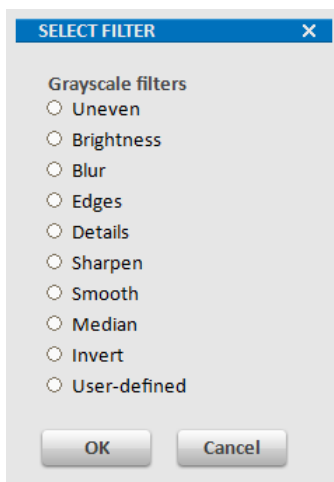 SELECT FILTER
Grayscale filters
Uneven
Brightness
Blur
Edges
Details
Sharpen
Smooth
Median
Invert
User-defined
OK Cancel